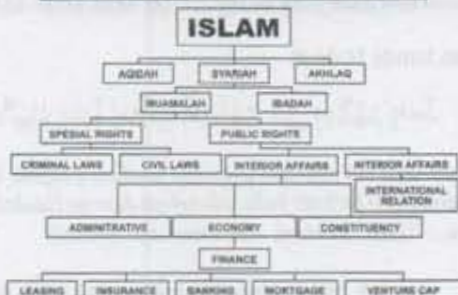 ISLAM
AQIDAH SYARIAH AKHLAQ
MUAMALAH IBADAH
SPESIAL RIGHTS PUBLIC RIGHTS
CRIMINAL LAWS CIVIL LAWS INTERIOR AFFAIRS INTERIOR AFFAIRS
INTERNATIONAL
RELATION
ADMINITRATIVE ECONOMY CONSTITUENCY
FINANCE
LEASING INSURANCE BANKING MORTGAGE VENTURE CAP